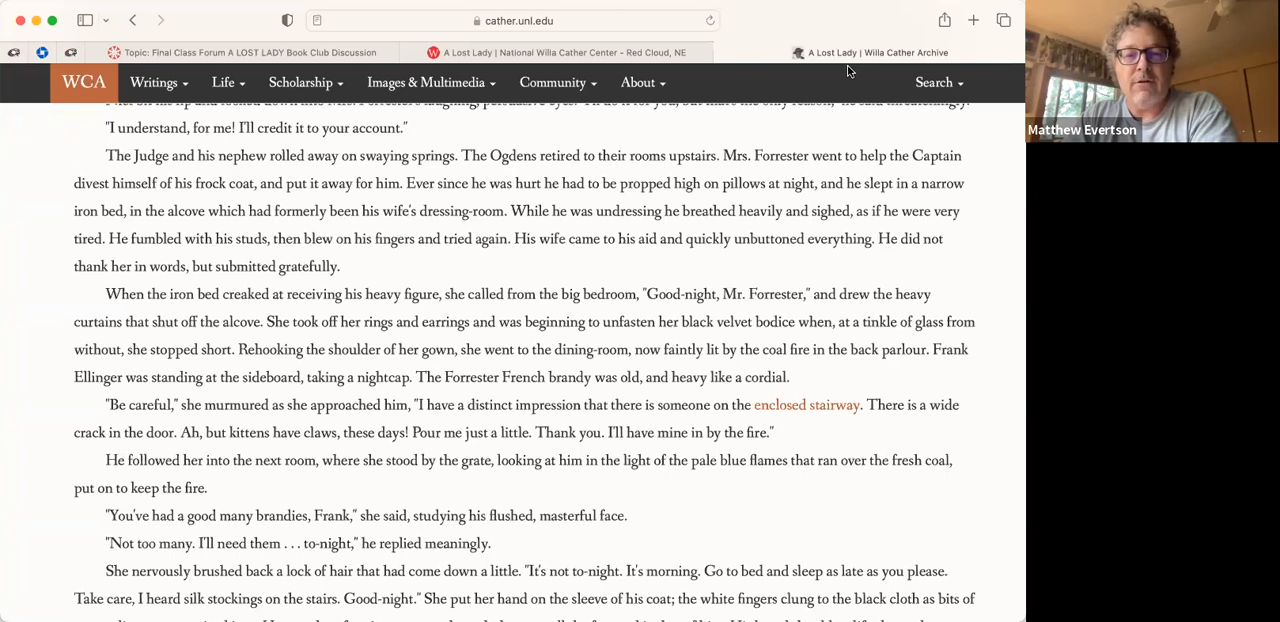 cather.unl.edu
Topic: Final Class Forum A LOST LADY Book Club Discussion
A Lost Lady | National Willa Cather Center - Red Cloud, NE
A Lost Lady | Willa Cather Archive
WCA
Writings
Life
Scholarship
Images & Multimedia
Community
About
Search
Matthew Evertson
"I understand, for me! I'll credit it to your account."
The Judge and his nephew rolled away on swaying springs. The Ogdens retired to their rooms upstairs. Mrs. Forrester went to help the Captain
divest himself of his frock coat, and put it away for him. Ever since he was hurt he had to be propped high on pillows at night, and he slept in a narrow
iron bed, in the alcove which had formerly been his wife's dressing-room. While he was undressing he breathed heavily and sighed, as if he were very
tired. He fumbled with his studs, then blew on his fingers and tried again. His wife came to his aid and quickly unbuttoned everything. He did not
thank her in words, but submitted gratefully.
When the iron bed creaked at receiving his heavy figure, she called from the big bedroom, "Good-night, Mr. Forrester," and drew the heavy
curtains that shut off the alcove. She took off her rings and earrings and was beginning to unfasten her black velvet bodice when, at a tinkle of glass from
without, she stopped short. Rehooking the shoulder of her gown, she went to the dining-room, now faintly lit by the coal fire in the back parlour. Frank
Ellinger was standing at the sideboard, taking a nightcap. The Forrester French brandy was old, and heavy like a cordial.
"Be careful," she murmured as she approached him, "I have a distinct impression that there is someone on the enclosed stairway. There is a wide
crack in the door. Ah, but kittens have claws, these days! Pour me just a little. Thank you. I'll have mine in by the fire."
He followed her into the next room, where she stood by the grate, looking at him in the light of the pale blue flames that ran over the fresh coal,
put on to keep the fire.
"You've had a good many brandies, Frank," she said, studying his flushed, masterful face.
"Not too many. I'll need them . . . to-night," he replied meaningly.
She nervously brushed back a lock of hair that had come down a little. "It's not to-night. It's morning. Go to bed and sleep as late as you please.
Take care, I heard silk stockings on the stairs. Good-night." She put her hand on the sleeve of his coat; the white fingers clung to the black cloth as bits of